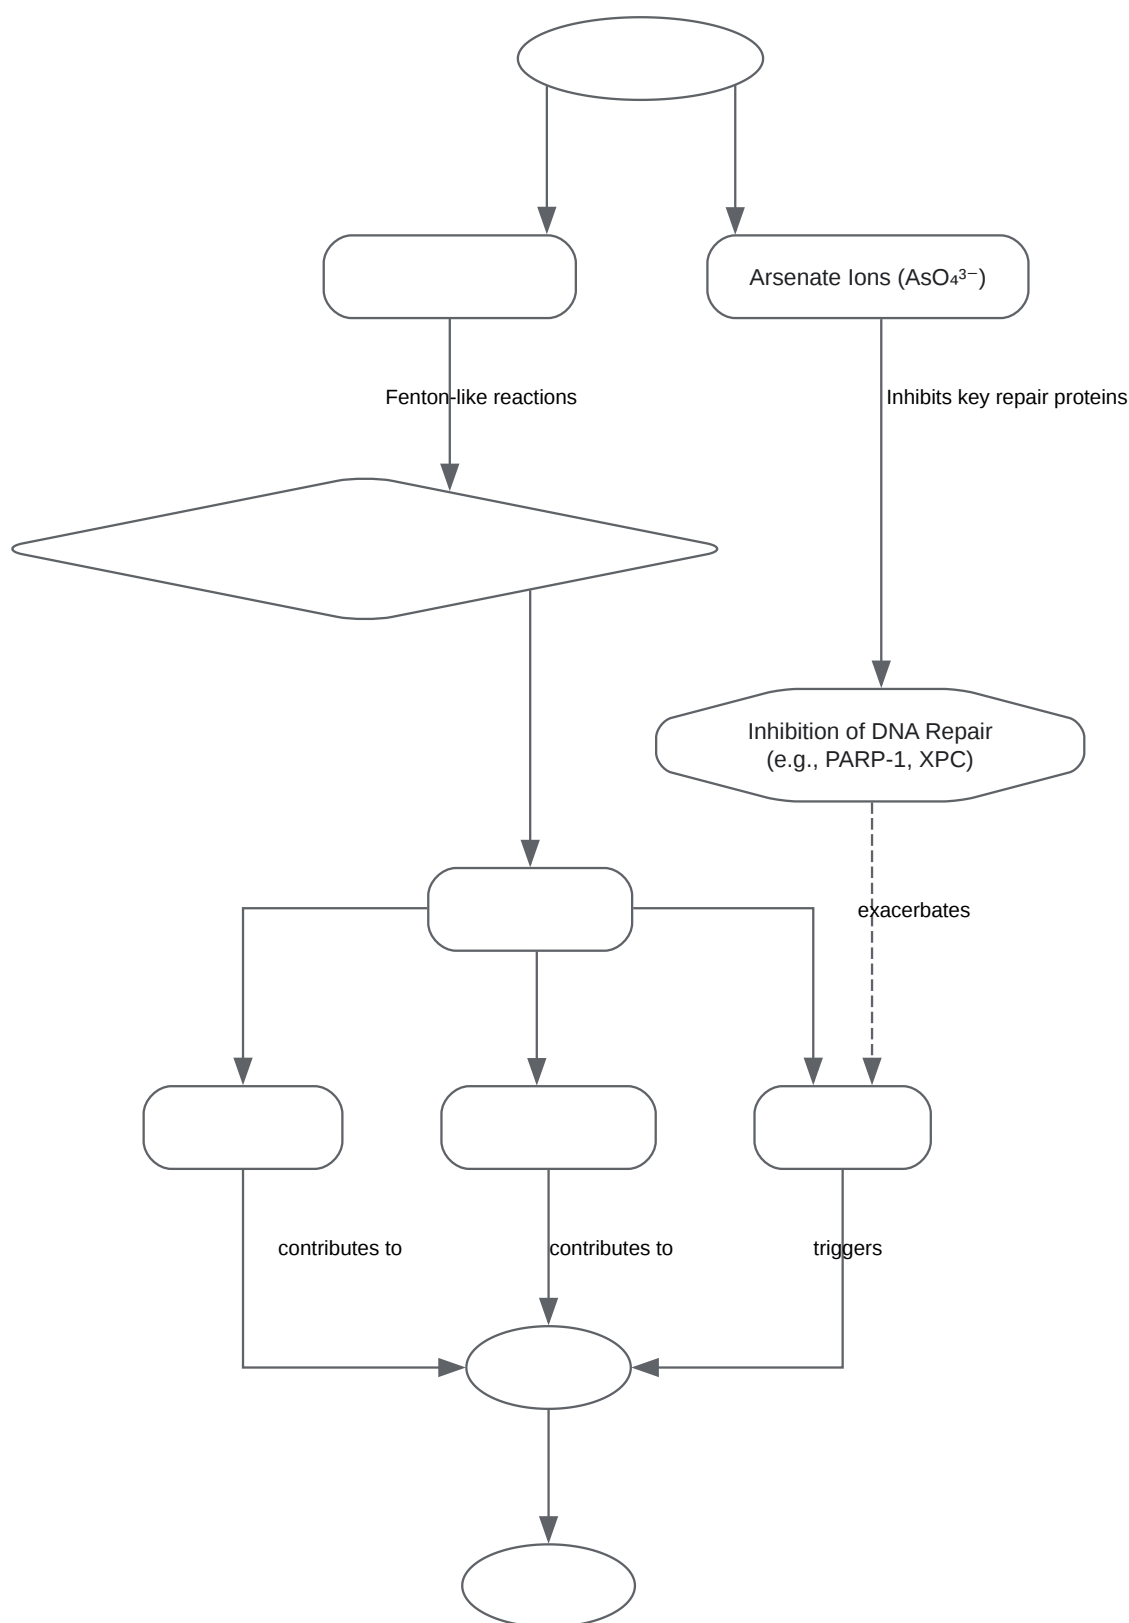 Arsenate Ions (AsO₄³⁻)
Fenton-like reactions
Inhibits key repair proteins
Inhibition of DNA Repair
(e.g., PARP-1, XPC)
exacerbates
contributes to
contributes to
triggers